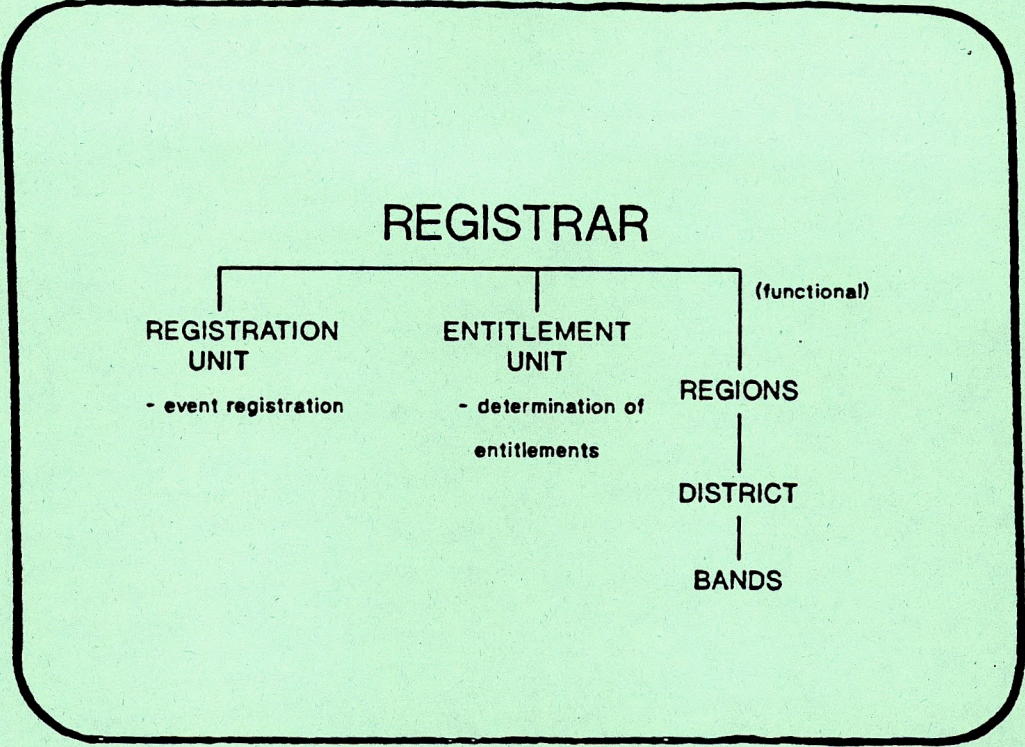 REGISTRAR
(functional)
REGISTRATION
UNIT
- event registration
ENTITLEMENT
UNIT
- determination of
entitlements
REGIONS
DISTRICT
BANDS